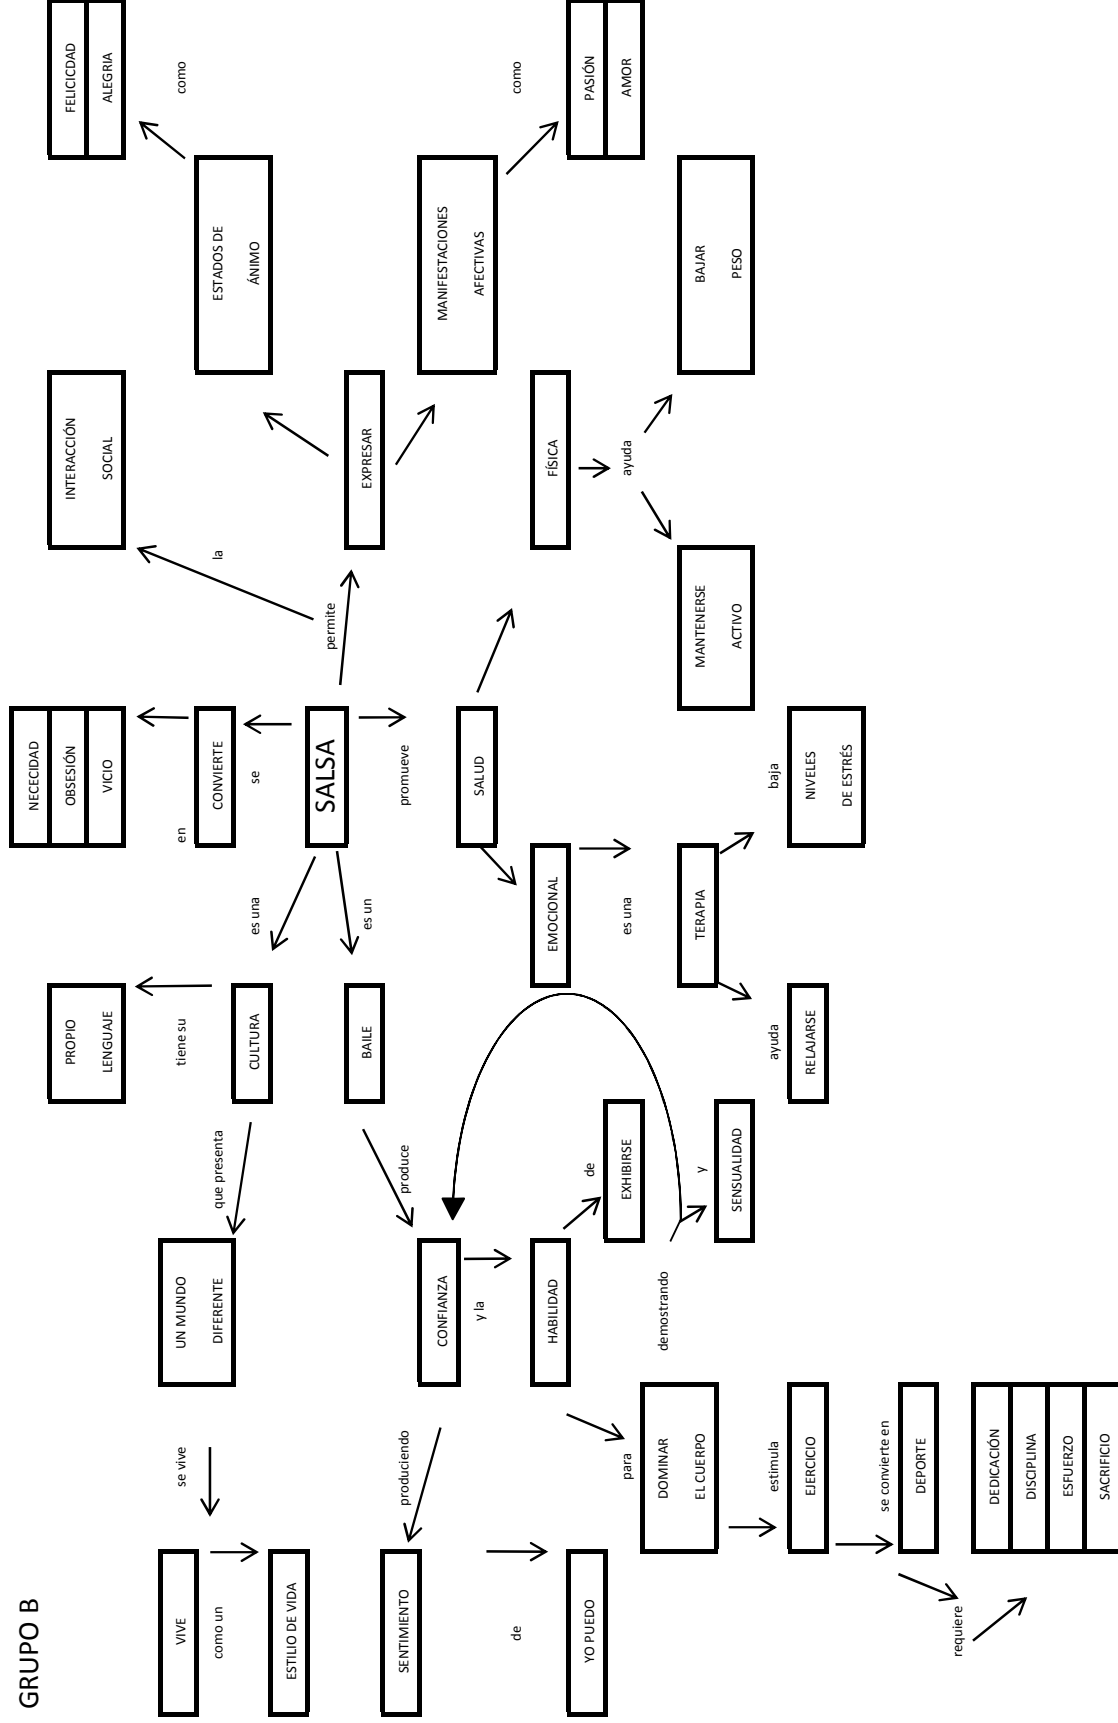 GRUPO B
NECECIDAD
OBSESIÓN
VICIO
PROPIO
LENGUAJE
INTERACCIÓN
SOCIAL
FELICICDAD
ALEGRIA
VIVE
se vive
UN MUNDO
DIFERENTE
tiene su
en
como
como un
que presenta
CONVIERTE
la
ESTADOS DE
ÁNIMO
CULTURA
es una
se
ESTILIO DE VIDA
SALSA
permite
BAILE
es un
EXPRESAR
SENTIMIENTO
produciendo
produce
promueve
CONFIANZA
MANIFESTACIONES
AFECTIVAS
y la
SALUD
de
como
HABILIDAD
EMOCIONAL
FÍSICA
YO PUEDO
de
PASIÓN
AMOR
para
EXHIBIRSE
es una
ayuda
DOMINAR
EL CUERPO
demostrando
y
TERAPIA
MANTENERSE
ACTIVO
BAJAR
PESO
SENSUALIDAD
estimula
ayuda
baja
EJERCICIO
RELAJARSE
NIVELES
DE ESTRÉS
se convierte en
DEPORTE
requiere
DEDICACIÓN
DISCIPLINA
ESFUERZO
SACRIFICIO